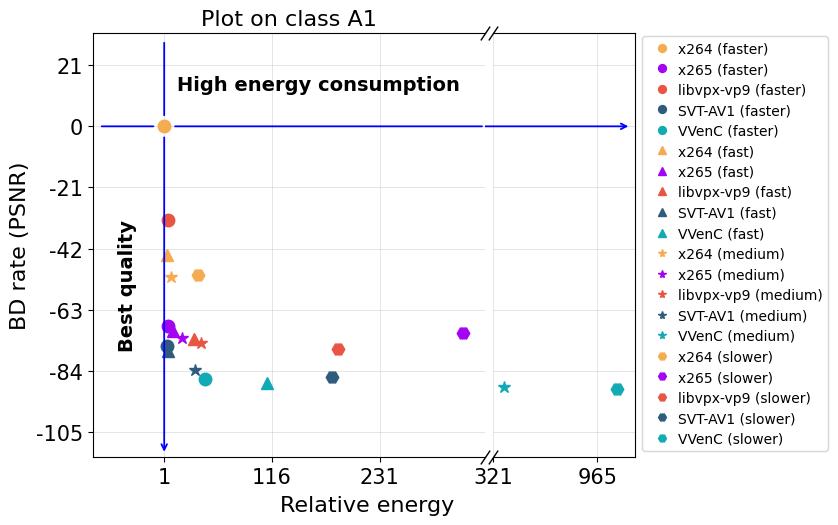 Plot on class A1
High energy consumption
Best quality
BD rate (PSNR)
21
0
-21
-42
-63
-84
-105
1
116
231
321
965
Relative energy
x264 (faster)
x265 (faster)
libvpx-vp9 (faster)
SVT-AV1 (faster)
VVenC (faster)
x264 (fast)
x265 (fast)
libvpx-vp9 (fast)
SVT-AV1 (fast)
VVenC (fast)
x264 (medium)
x265 (medium)
libvpx-vp9 (medium)
SVT-AV1 (medium)
VVenC (medium)
x264 (slower)
x265 (slower)
libvpx-vp9 (slower)
SVT-AV1 (slower)
VVenC (slower)